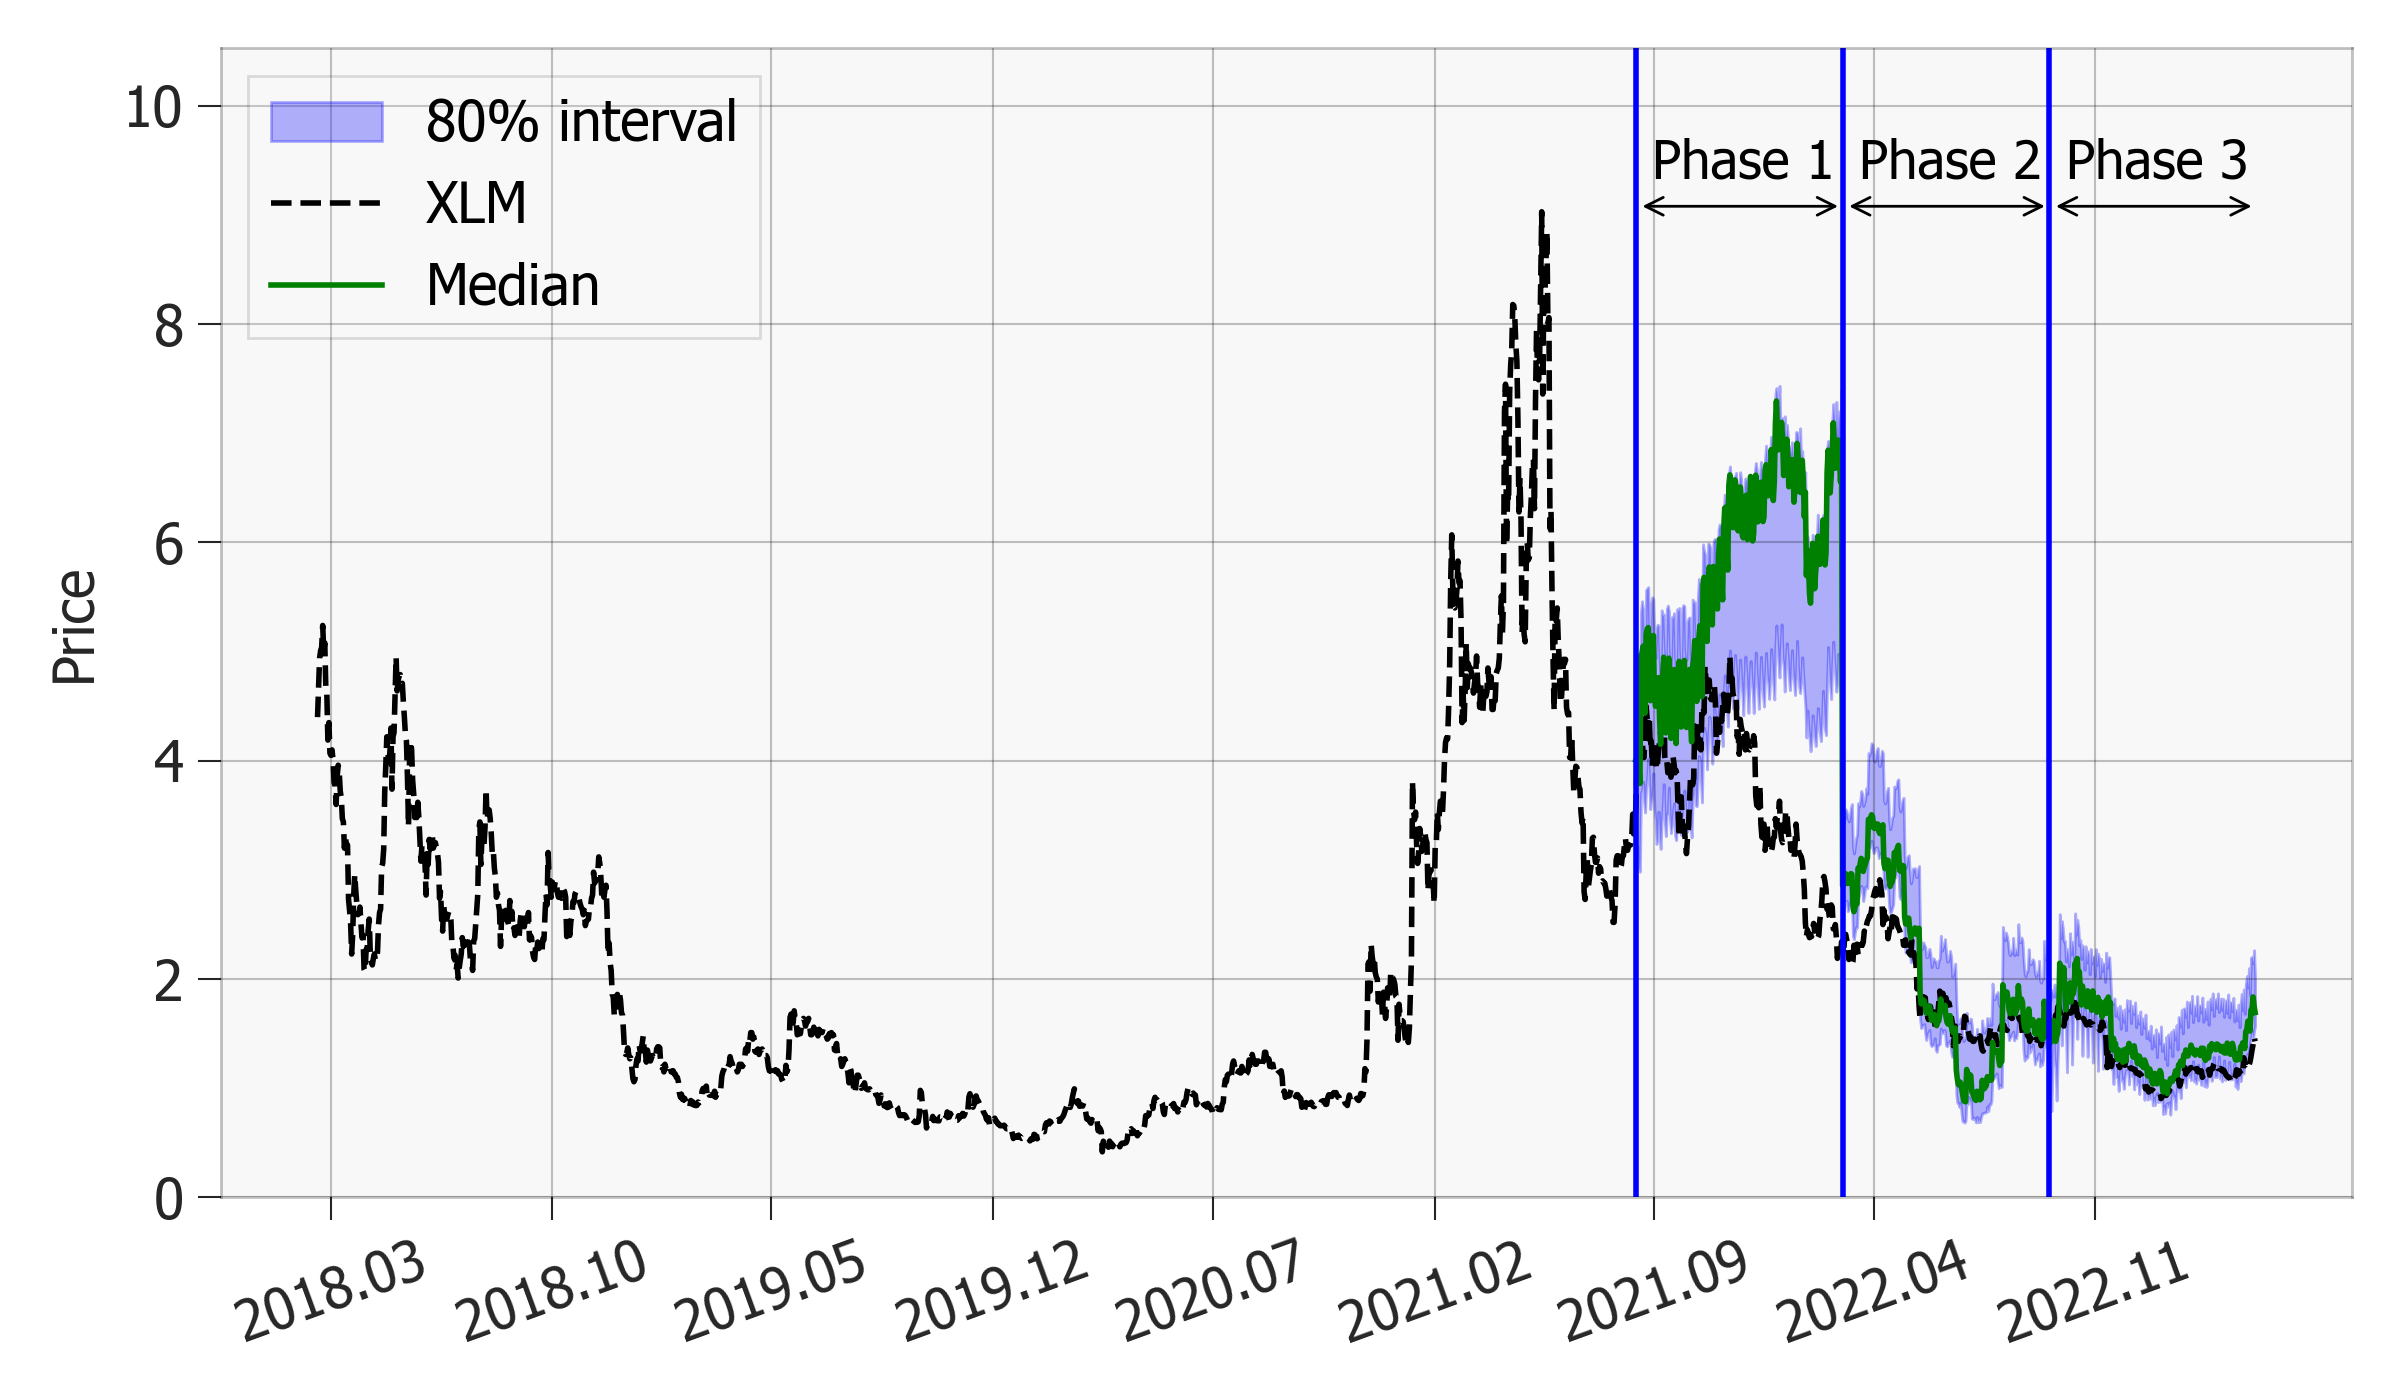 80% interval
XLM
Median
Phase 1
Phase 2
Phase 3
Price
10
8
6
4
2
0
2018.03
2018.10
2019.05
2019.12
2020.07
2021.02
2021.09
2022.04
2022.11